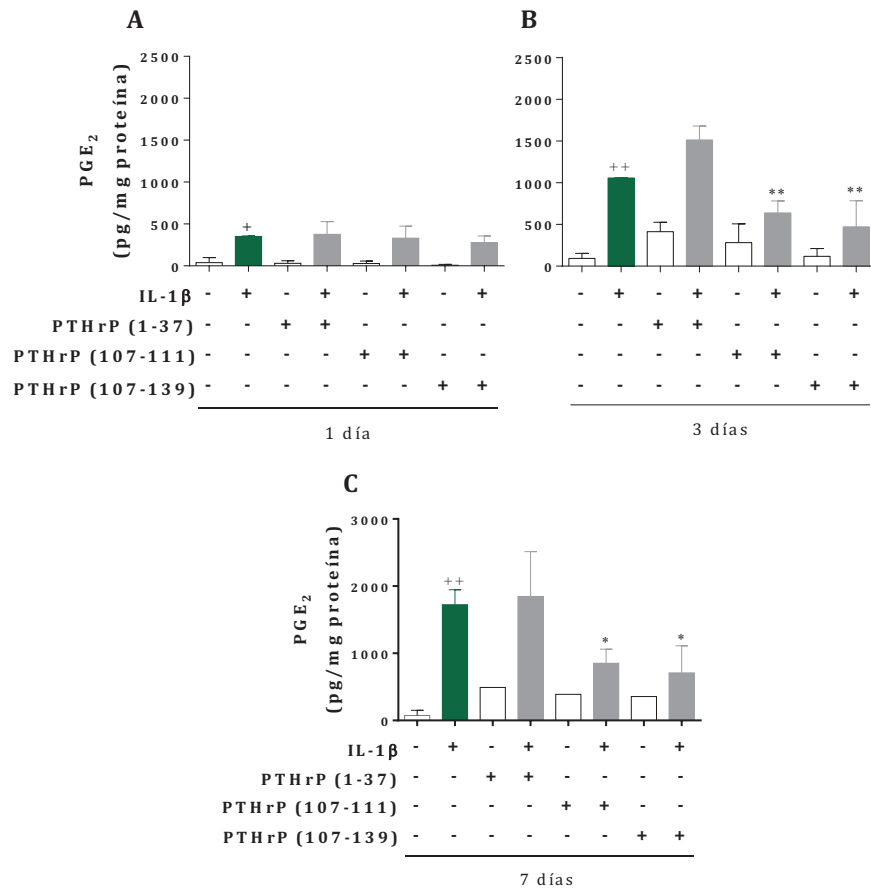 A
2500
2000
1500
1000
500
0
PGE₂
(pg/mg proteína)
+
IL-1β - + - + - + - +
PTHrP (1-37) - - + + - - - -
PTHrP (107-111) - - - - + + - -
PTHrP (107-139) - - - - - - + +
1 día
B
2500
2000
1500
1000
500
0
++
**
**
- + - + - + - +
- - + + - - - -
- - - - + + - -
- - - - - - + +
3 días
C
3000
2000
1000
0
PGE₂
(pg/mg proteína)
++
*
*
IL-1β - + - + - + - +
PTHrP (1-37) - - + + - - - -
PTHrP (107-111) - - - - + + - -
PTHrP (107-139) - - - - - - + +
7 días